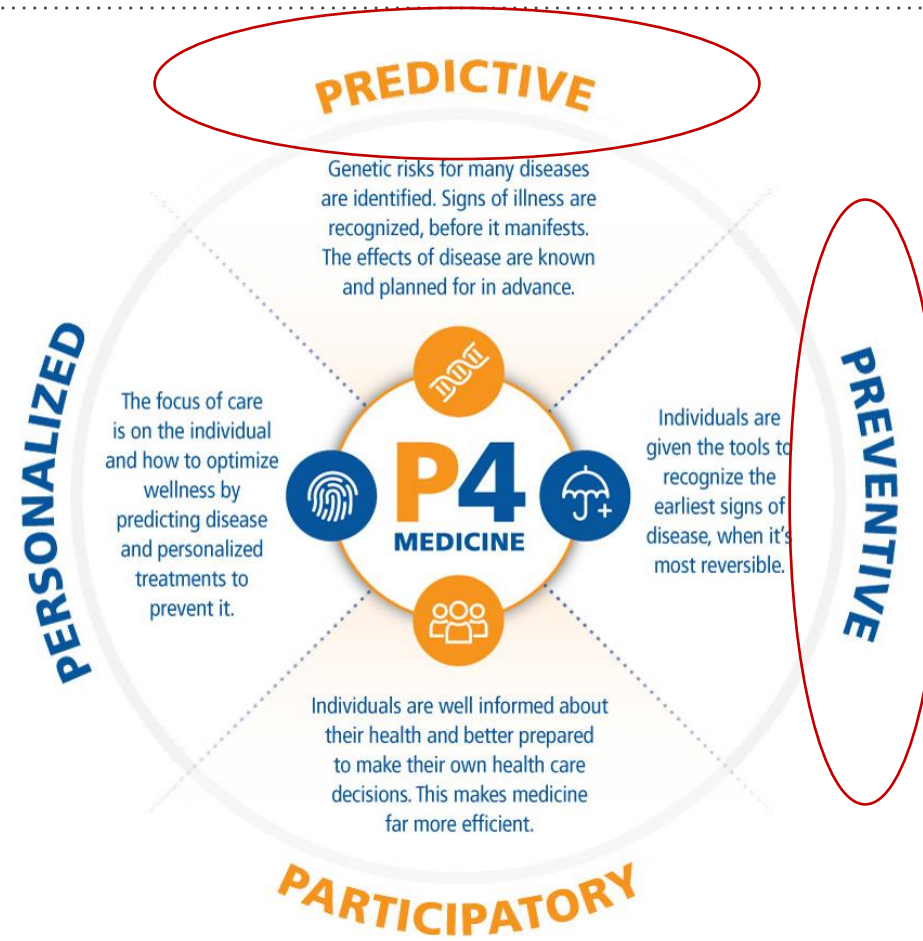 PREDICTIVE
Genetic risks for many diseases
are identified. Signs of illness are
recognized, before it manifests.
The effects of disease are known
and planned for in advance.
PERSONALIZED
The focus of care
is on the individual
and how to optimize
wellness by
predicting disease
and personalized
treatments to
prevent it.
P4
MEDICINE
Individuals are
given the tools to
recognize the
earliest signs of
disease, when it's
most reversible.
PREVENTIVE
Individuals are well informed about
their health and better prepared
to make their own health care
decisions. This makes medicine
far more efficient.
PARTICIPATORY